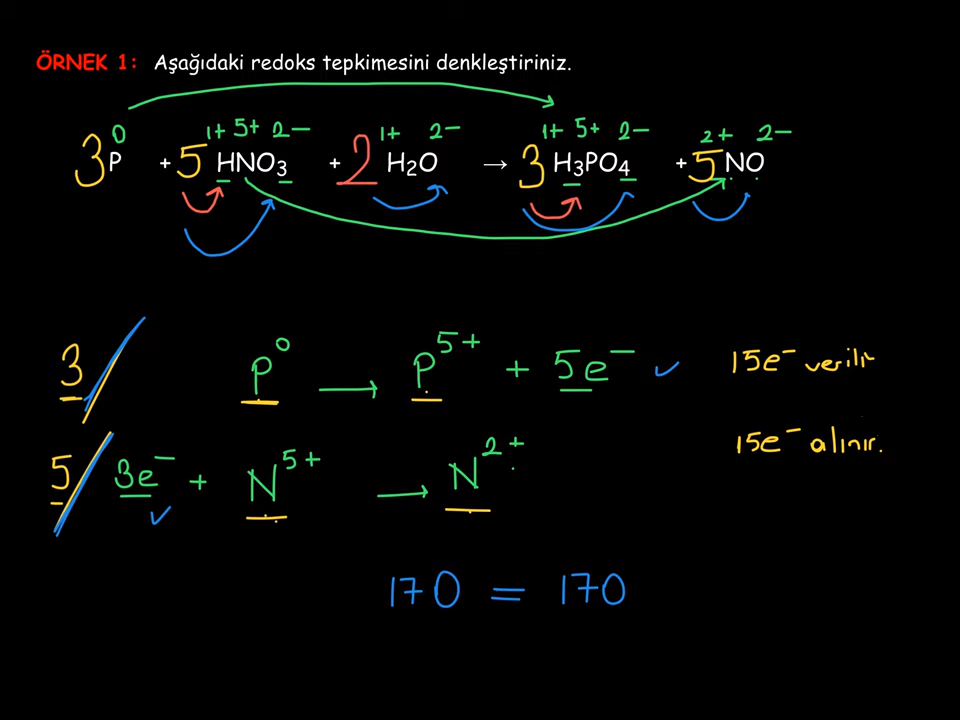 ÖRNEK 1: Aşağıdaki redoks tepkimesini denkleştiriniz.
0 1+ 5+ 2− 1+ 2− 1+ 5+ 2− 2+ 2−
3P + 5HNO₃ + 2H₂O → 3H₃PO₄ + 5NO
3/ P⁰ → P⁵⁺ + 5e⁻ ✓ 15e⁻ verilir
5/ 3e⁻ + N⁵⁺ → N²⁺ 15e⁻ alınır.
✓
17O = 17O